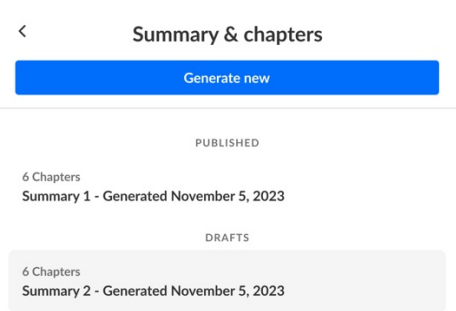 Summary & chapters
Generate new
PUBLISHED
6 Chapters
Summary 1 - Generated November 5, 2023
DRAFTS
6 Chapters
Summary 2 - Generated November 5, 2023